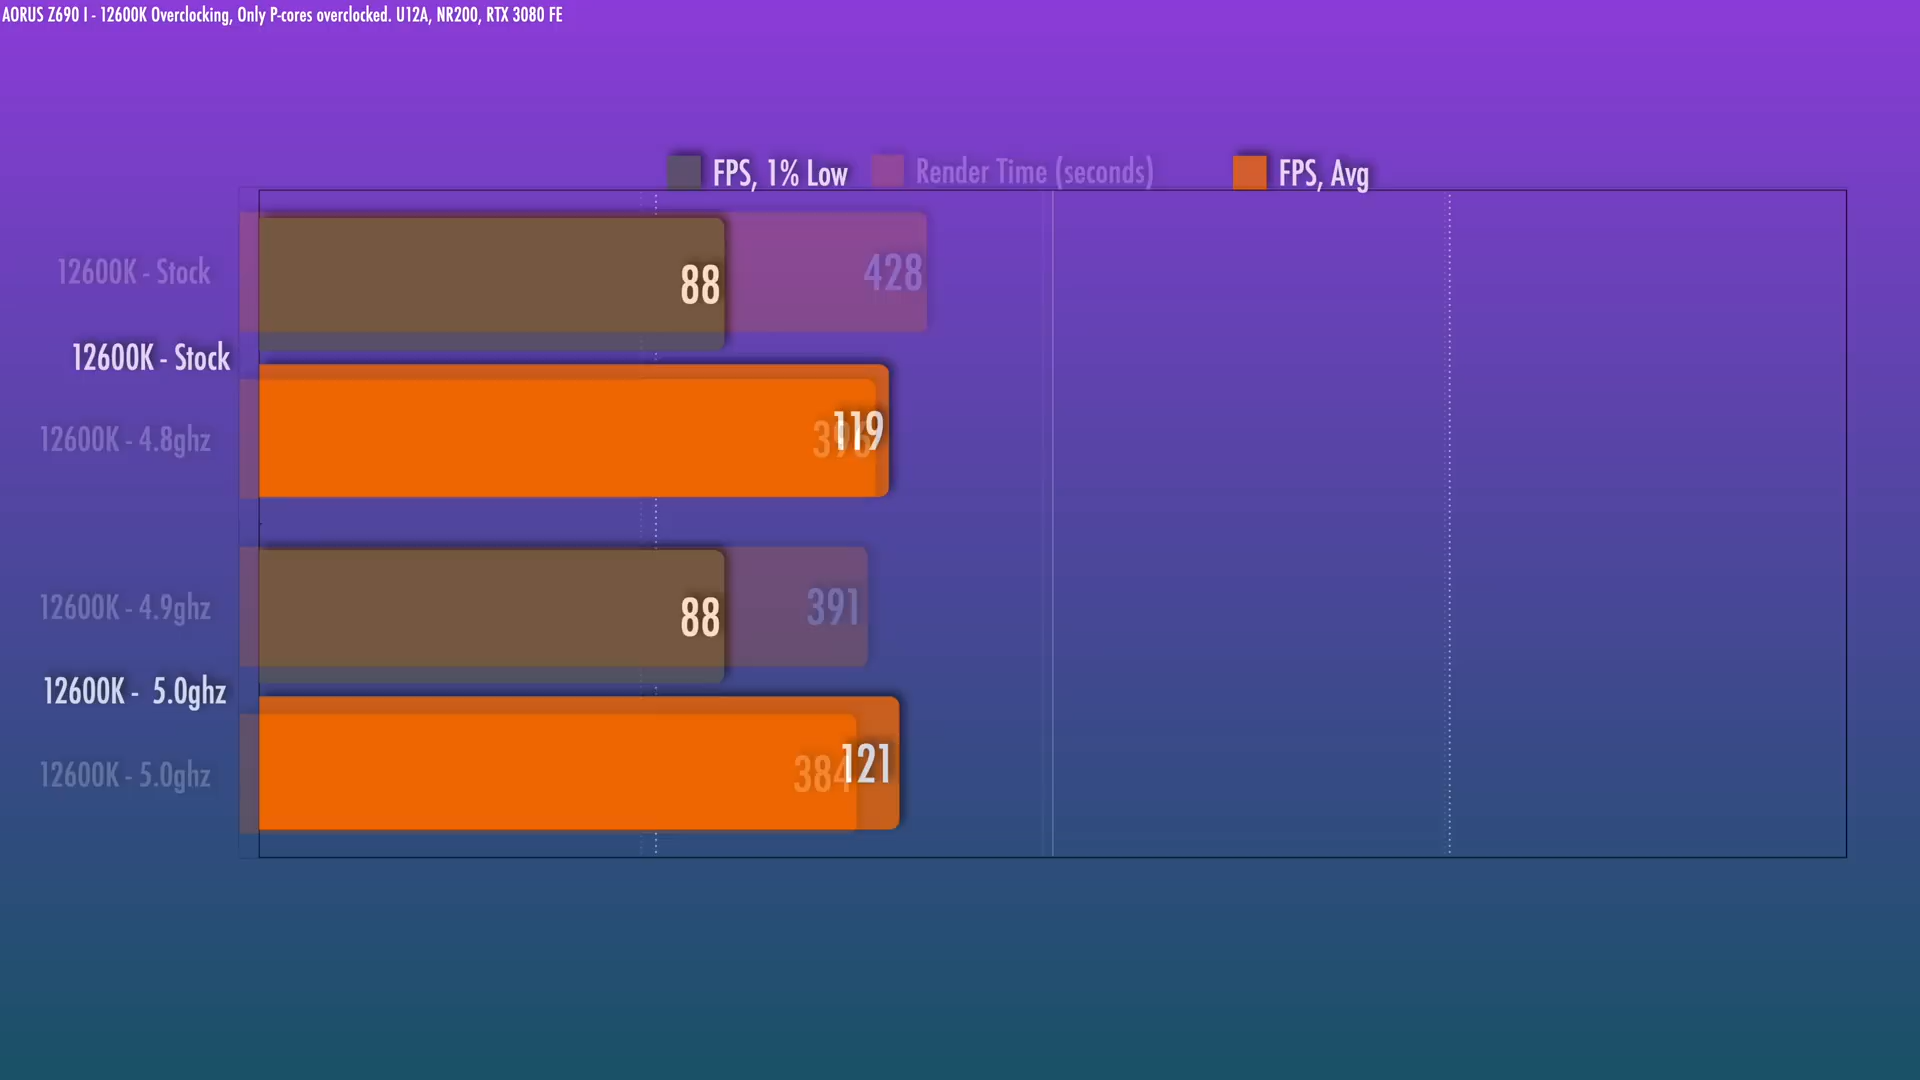 AORUS Z690 I - 12600K Overclocking, Only P-cores overclocked. U12A, NR200, RTX 3080 FE
FPS, 1% Low
Render Time (seconds)
FPS, Avg
12600K - Stock
88
428
12600K - Stock
12600K - 4.8ghz
119
12600K - 4.9ghz
88
391
12600K - 5.0ghz
12600K - 5.0ghz
384
121